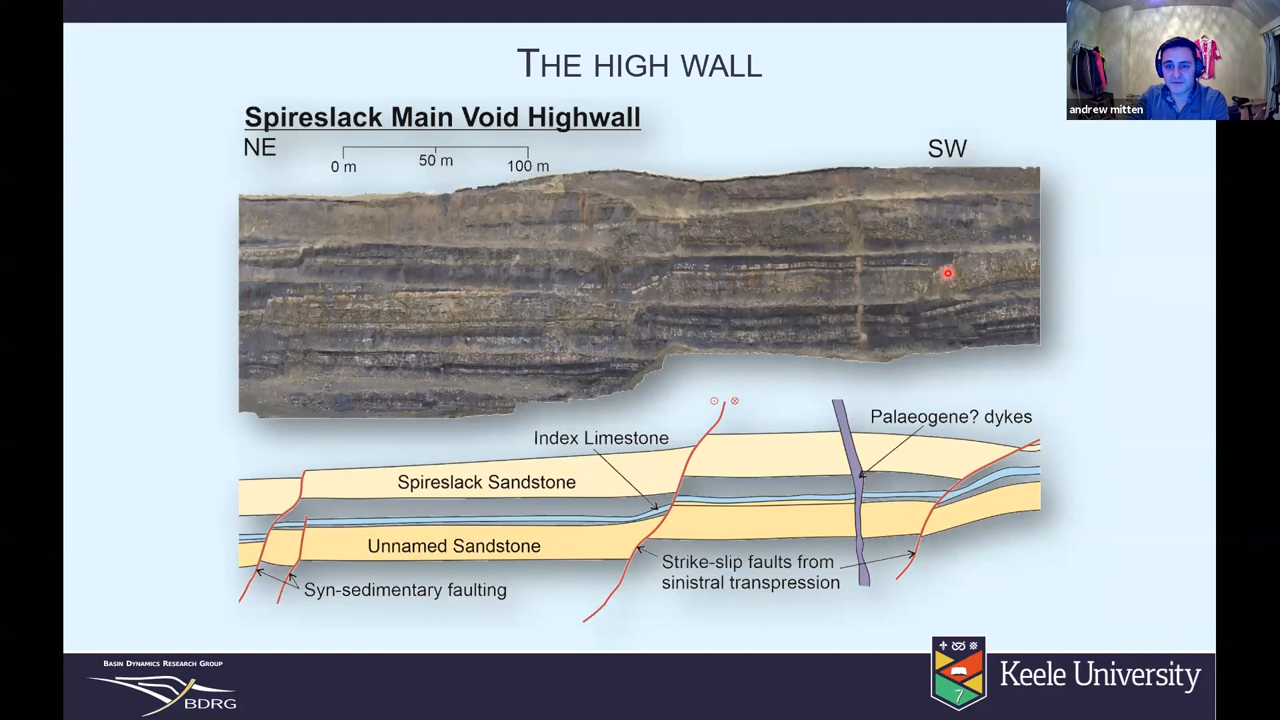 THE HIGH WALL
andrew mitten
Spireslack Main Void Highwall
NE
SW
0 m
50 m
100 m
Index Limestone
Palaeogene? dykes
Spireslack Sandstone
Unnamed Sandstone
Strike-slip faults from
sinistral transpression
Syn-sedimentary faulting
BASIN DYNAMICS RESEARCH GROUP
BDRG
Keele University